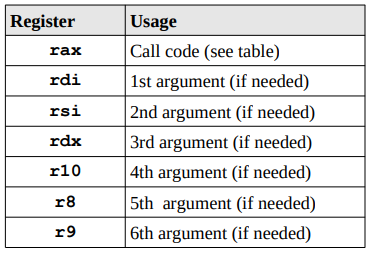 Register Usage
rax Call code (see table)
rdi 1st argument (if needed)
rsi 2nd argument (if needed)
rdx 3rd argument (if needed)
r10 4th argument (if needed)
r8 5th argument (if needed)
r9 6th argument (if needed)